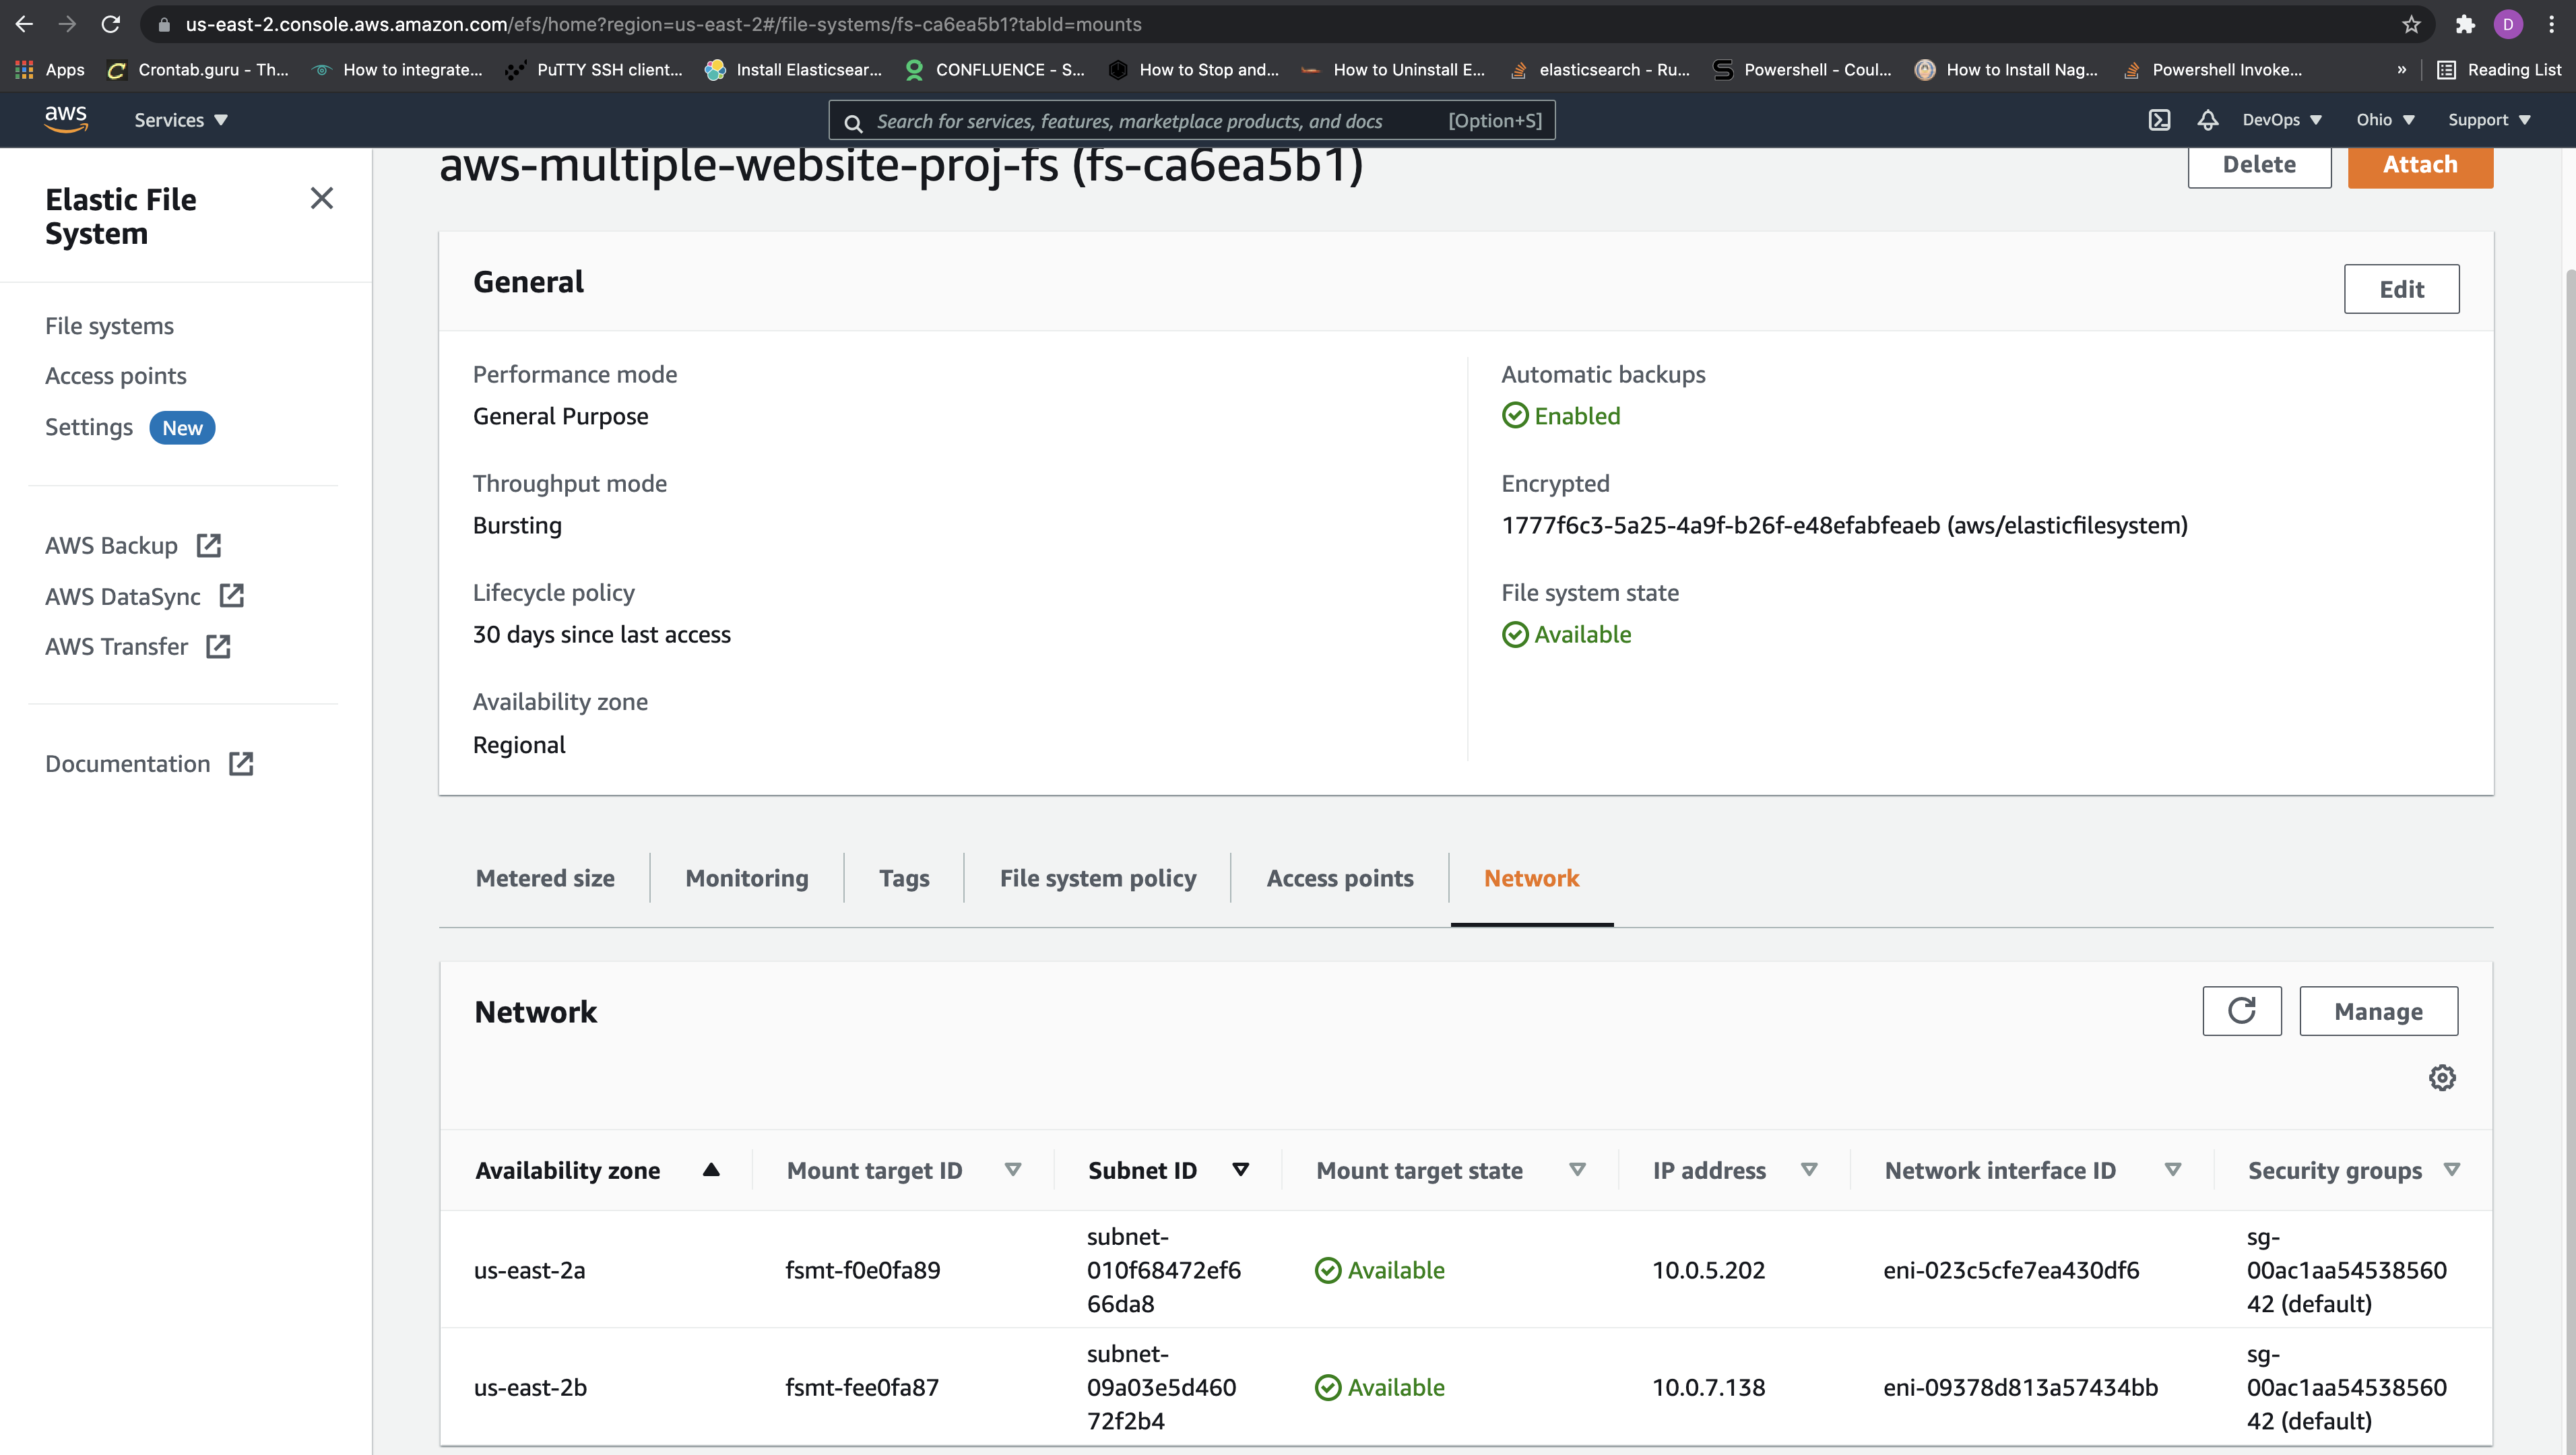 us-east-2.console.aws.amazon.com/efs/home?region=us-east-2#/file-systems/fs-ca6ea5b1?tabId=mounts
D
Apps
Crontab.guru - Th...
How to integrate...
PuTTY SSH client...
Install Elasticsear...
CONFLUENCE - S...
How to Stop and...
How to Uninstall E...
elasticsearch - Ru...
Powershell - Coul...
How to Install Nag...
Powershell Invoke...
»
Reading List
aws
Services
Search for services, features, marketplace products, and docs
[Option+S]
DevOps
Ohio
Support
Elastic File
System
File systems
Access points
Settings New
AWS Backup
AWS DataSync
AWS Transfer
Documentation
aws-multiple-website-proj-fs (fs-ca6ea5b1)
Delete
Attach
General
Edit
Performance mode
General Purpose
Throughput mode
Bursting
Lifecycle policy
30 days since last access
Availability zone
Regional
Automatic backups
Enabled
Encrypted
1777f6c3-5a25-4a9f-b26f-e48efabfeaeb (aws/elasticfilesystem)
File system state
Available
Metered size
Monitoring
Tags
File system policy
Access points
Network
Network
Manage
Availability zone
Mount target ID
Subnet ID
Mount target state
IP address
Network interface ID
Security groups
us-east-2a
fsmt-f0e0fa89
subnet-
010f68472ef6
66da8
Available
10.0.5.202
eni-023c5cfe7ea430df6
sg-
00ac1aa54538560
42 (default)
us-east-2b
fsmt-fee0fa87
subnet-
09a03e5d460
72f2b4
Available
10.0.7.138
eni-09378d813a57434bb
sg-
00ac1aa54538560
42 (default)